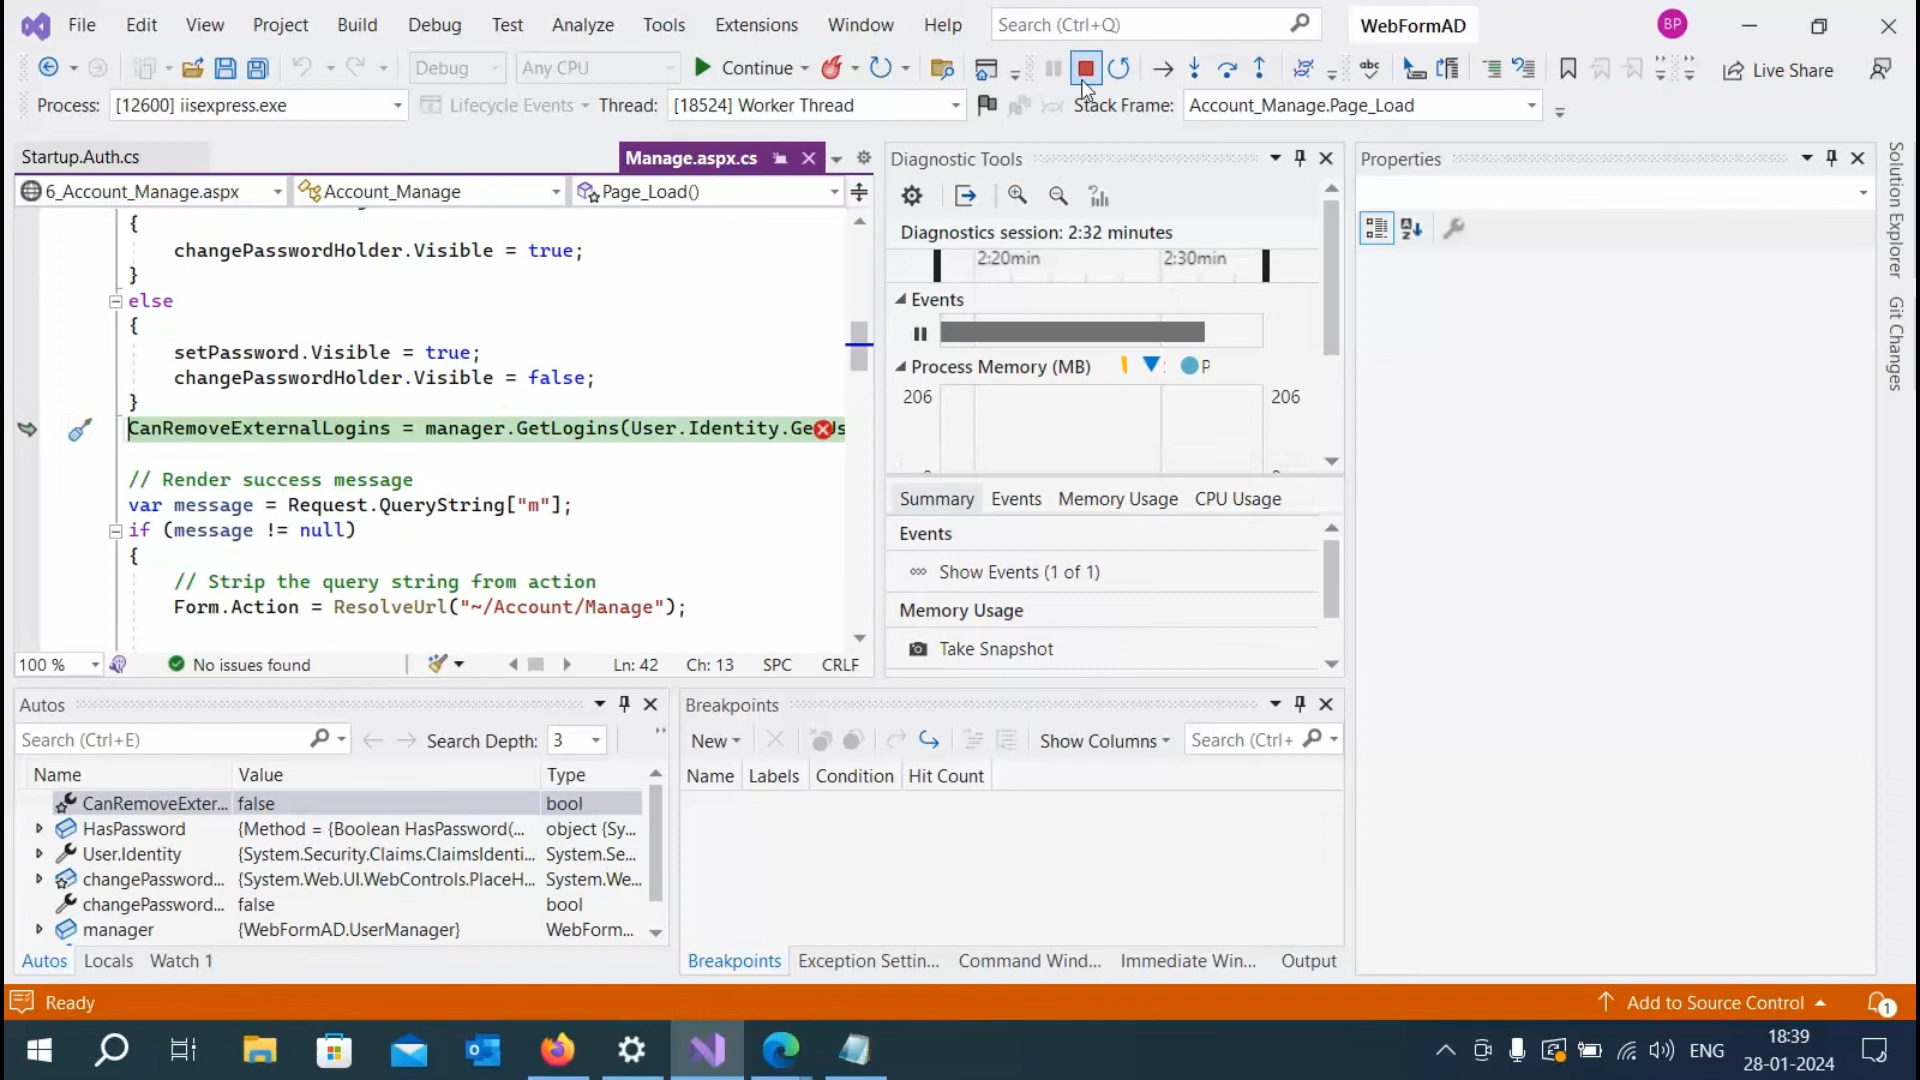 File Edit View Project Build Debug Test Analyze Tools Extensions Window Help Search (Ctrl+Q) WebFormAD BP
Debug Any CPU Continue Live Share
Process: [12600] iisexpress.exe Lifecycle Events Thread: [18524] Worker Thread Stack Frame: Account_Manage.Page_Load
Startup.Auth.cs Manage.aspx.cs
6_Account_Manage.aspx Account_Manage Page_Load()
{
changePasswordHolder.Visible = true;
}
else
{
setPassword.Visible = true;
changePasswordHolder.Visible = false;
}
CanRemoveExternalLogins = manager.GetLogins(User.Identity.Ge
// Render success message
var message = Request.QueryString["m"];
if (message != null)
{
// Strip the query string from action
Form.Action = ResolveUrl("~/Account/Manage");
100 % No issues found Ln: 42 Ch: 13 SPC CRLF
Diagnostic Tools
Diagnostics session: 2:32 minutes
2:20min 2:30min
Events
Process Memory (MB) P
206 206
Summary Events Memory Usage CPU Usage
Events
Show Events (1 of 1)
Memory Usage
Take Snapshot
Properties
Solution Explorer
Git Changes
Autos
Search (Ctrl+E) Search Depth: 3
Name Value Type
CanRemoveExter... false bool
HasPassword {Method = {Boolean HasPassword(... object {Sy...
User.Identity {System.Security.Claims.ClaimsIdenti... System.Se...
changePassword... {System.Web.UI.WebControls.PlaceH... System.We...
changePassword... false bool
manager {WebFormAD.UserManager} WebForm...
Autos Locals Watch 1
Breakpoints
New Show Columns Search (Ctrl+
Name Labels Condition Hit Count
Breakpoints Exception Settin... Command Wind... Immediate Win... Output
Ready Add to Source Control 1
ENG 18:39
28-01-2024